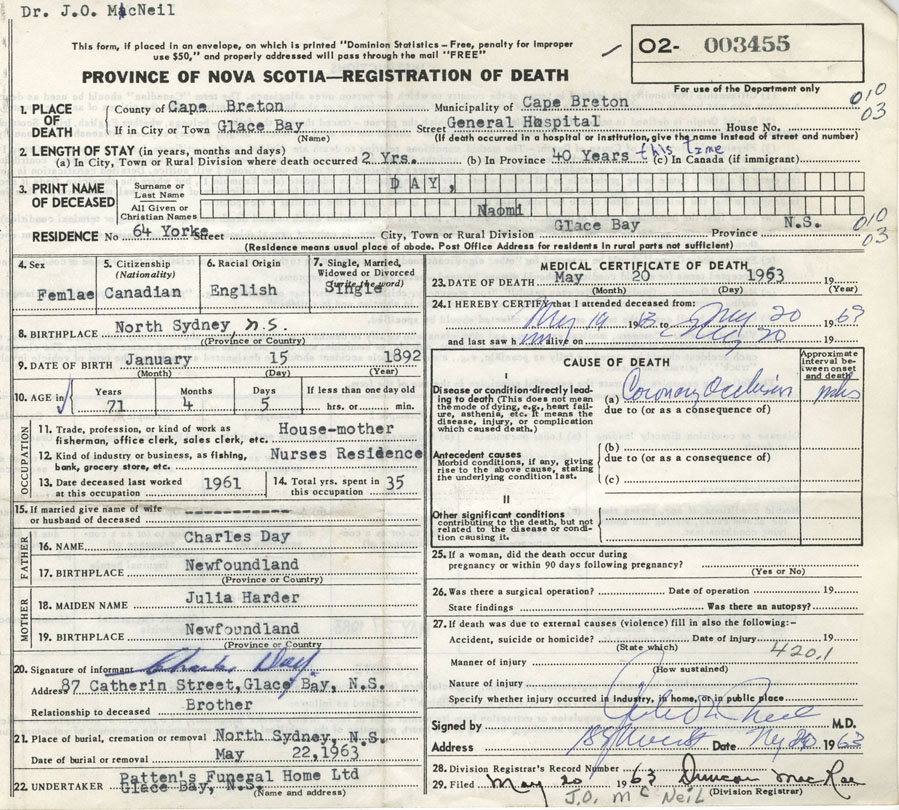 Dr. J.O. MacNeil
This form, if placed in an envelope, on which is printed "Dominion Statistics – Free, penalty for improper
use $50," and properly addressed will pass through the mail "FREE"
O2- 003455
For use of the Department only
PROVINCE OF NOVA SCOTIA—REGISTRATION OF DEATH
010
03
1. PLACE OF DEATH
County of Cape Breton Municipality of Cape Breton
If in City or Town Glace Bay Street General Hospital House No.
(Name) (If death occurred in a hospital or institution, give the name instead of street and number)
2. LENGTH OF STAY (in years, months and days)
(a) In City, Town or Rural Division where death occurred 2 Yrs. (b) In Province 40 Years this time (c) In Canada (if immigrant)
3. PRINT NAME OF DECEASED
Surname or Last Name DAY,
All Given or Christian Names Naomi
RESIDENCE No 64 Yorke Street City, Town or Rural Division Glace Bay Province N.S.
010
03
(Residence means usual place of abode. Post Office Address for residents in rural parts not sufficient)
4. Sex Femlae
5. Citizenship (Nationality) Canadian
6. Racial Origin English
7. Single, Married, Widowed or Divorced (write the word) Single
8. BIRTHPLACE North Sydney, N.S.
(Province or Country)
9. DATE OF BIRTH January 15 1892
(Month) (Day) (Year)
10. AGE in Years Months Days If less than one day old
71 4 5 hrs. or min.
OCCUPATION
11. Trade, profession, or kind of work as fisherman, office clerk, sales clerk, etc. House-mother
12. Kind of industry or business, as fishing, bank, grocery store, etc. Nurses Residence
13. Date deceased last worked at this occupation 1961
14. Total yrs. spent in this occupation 35
15. If married give name of wife or husband of deceased -------------
FATHER
16. NAME Charles Day
17. BIRTHPLACE Newfoundland
(Province or Country)
MOTHER
18. MAIDEN NAME Julia Harder
19. BIRTHPLACE Newfoundland
(Province or Country)
20. Signature of informant Charles Day
Address 87 Catherin Street, Glace Bay, N.S.
Relationship to deceased Brother
21. Place of burial, cremation or removal North Sydney, N.S.
Date of burial or removal May 22,1963
22. UNDERTAKER Patten's Funeral Home Ltd
Glace Bay, N.S.
(Name and address)
MEDICAL CERTIFICATE OF DEATH
23. DATE OF DEATH May 20 1963 19
(Month) (Day) (Year)
24. I HEREBY CERTIFY that I attended deceased from:
May 19 1963 to May 20 1963
and last saw h alive on May 20 19
CAUSE OF DEATH
Approximate interval between onset and death
I
Disease or condition directly leading to death (This does not mean the mode of dying, e.g., heart failure, asthenia, etc. It means the disease, injury, or complication which caused death.)
(a) Coronary Occlusion
due to (or as a consequence of)
Antecedent causes
Morbid conditions, if any, giving rise to the above cause, stating the underlying condition last.
(b)
due to (or as a consequence of)
(c)
II
Other significant conditions
contributing to the death, but not related to the disease or condition causing it.
25. If a woman, did the death occur during pregnancy or within 90 days following pregnancy?
(Yes or No)
26. Was there a surgical operation? Date of operation 19
State findings Was there an autopsy?
27. If death was due to external causes (violence) fill in also the following:-
Accident, suicide or homicide? Date of injury 19
(State which)
420.1
Manner of injury
(How sustained)
Nature of injury
Specify whether injury occurred in industry, in home, or in public place
Signed by M.D.
Address Date 1963
28. Division Registrar's Record Number
29. Filed May 20 1963 Duncan MacRae
(Division Registrar)
J.O. McNeil